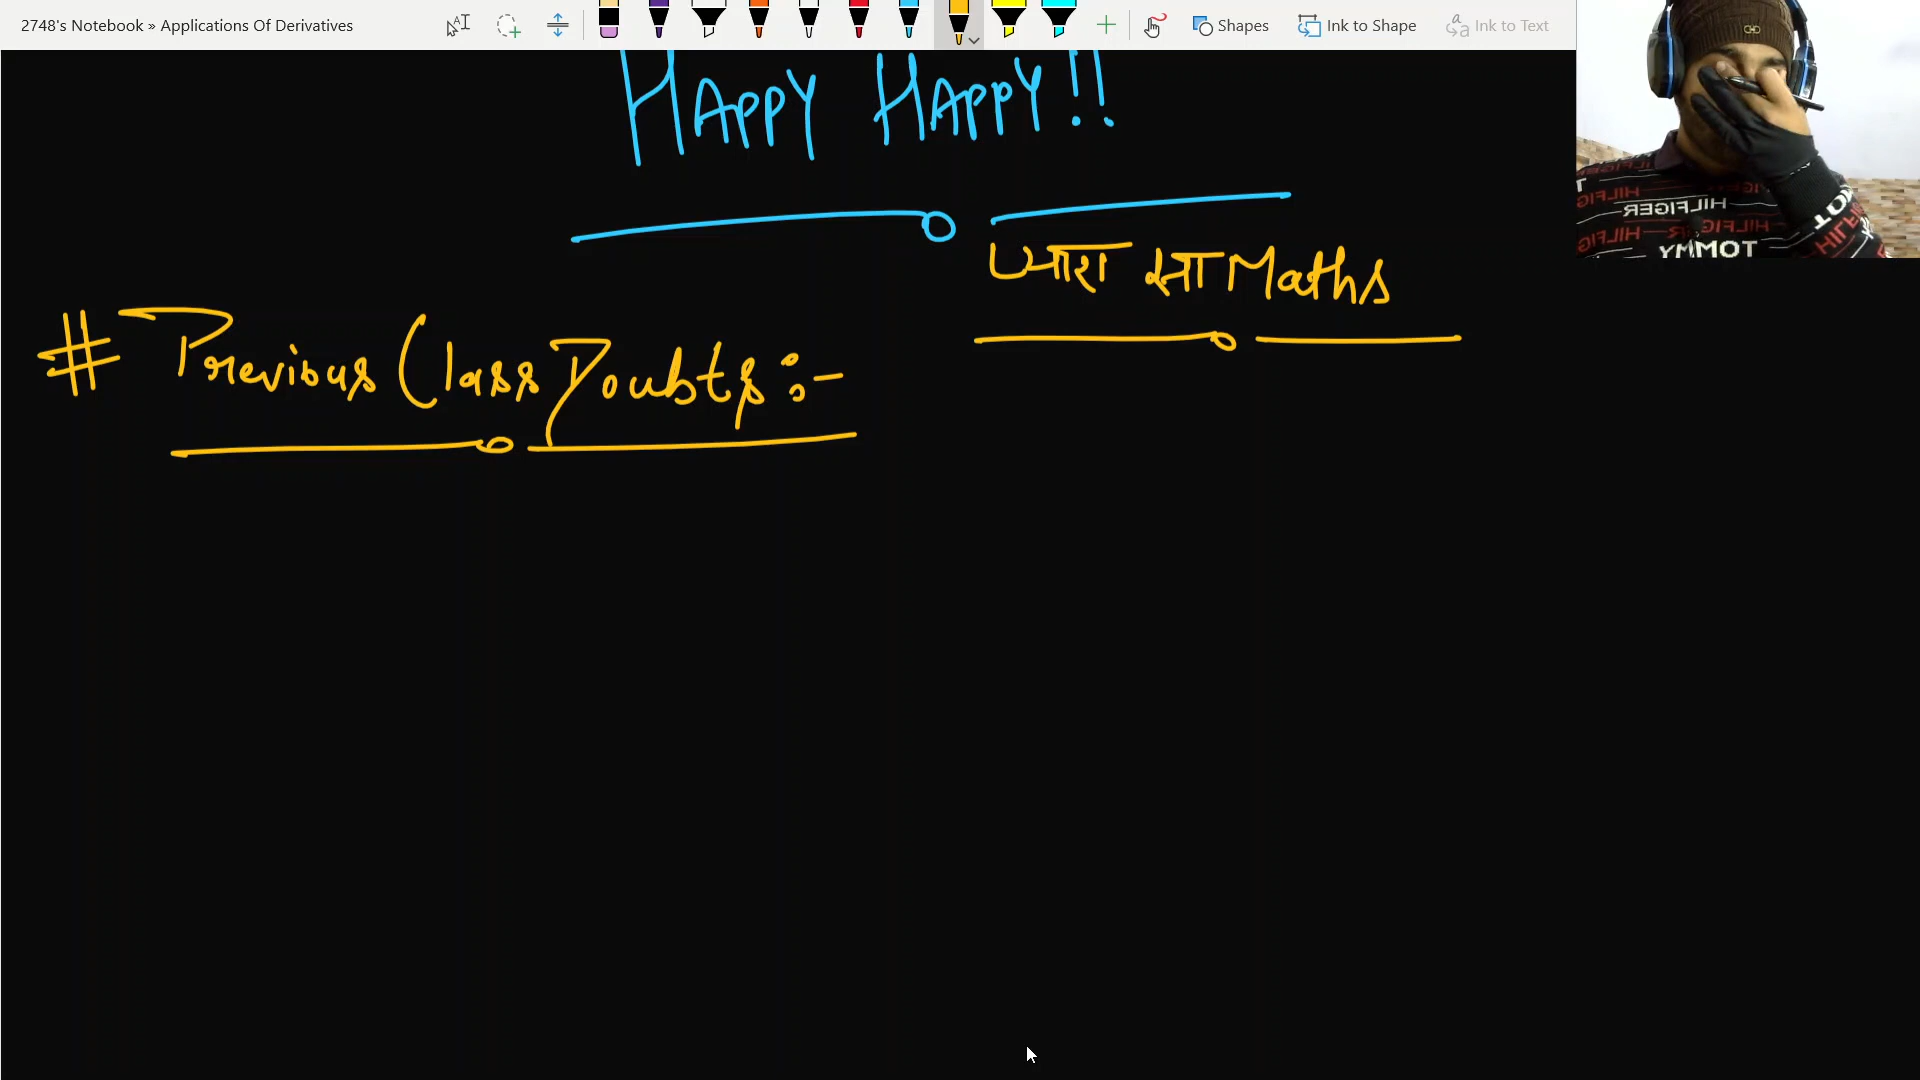 2748's Notebook » Applications Of Derivatives
Shapes
Ink to Shape
Ink to Text
HAPPY HAPPY!!
प्यारा सा Maths
# Previous Class Doubts :-
HILFIGER
TOMMY